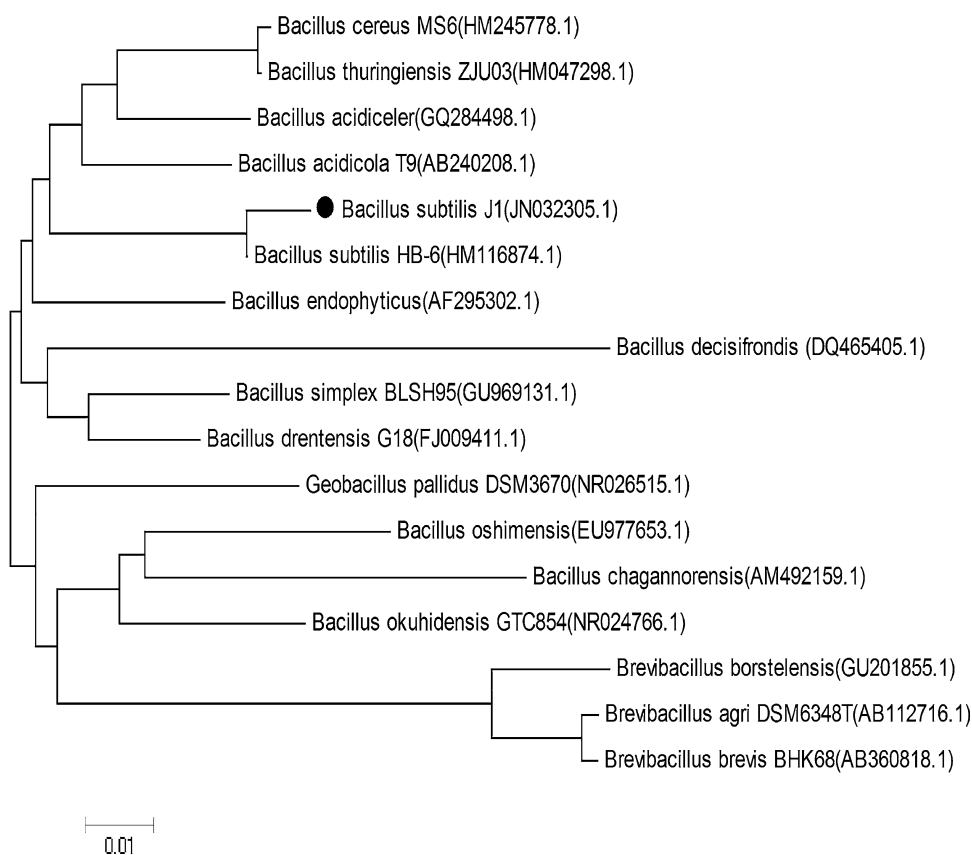 Bacillus cereus MS6(HM245778.1)
Bacillus thuringiensis ZJU03(HM047298.1)
Bacillus acidiceler(GQ284498.1)
Bacillus acidicola T9(AB240208.1)
Bacillus subtilis J1(JN032305.1)
Bacillus subtilis HB-6(HM116874.1)
Bacillus endophyticus(AF295302.1)
Bacillus decisifrondis (DQ465405.1)
Bacillus simplex BLSH95(GU969131.1)
Bacillus drentensis G18(FJ009411.1)
Geobacillus pallidus DSM3670(NR026515.1)
Bacillus oshimensis(EU977653.1)
Bacillus chagannorensis(AM492159.1)
Bacillus okuhidensis GTC854(NR024766.1)
Brevibacillus borstelensis(GU201855.1)
Brevibacillus agri DSM6348T(AB112716.1)
Brevibacillus brevis BHK68(AB360818.1)
0.01